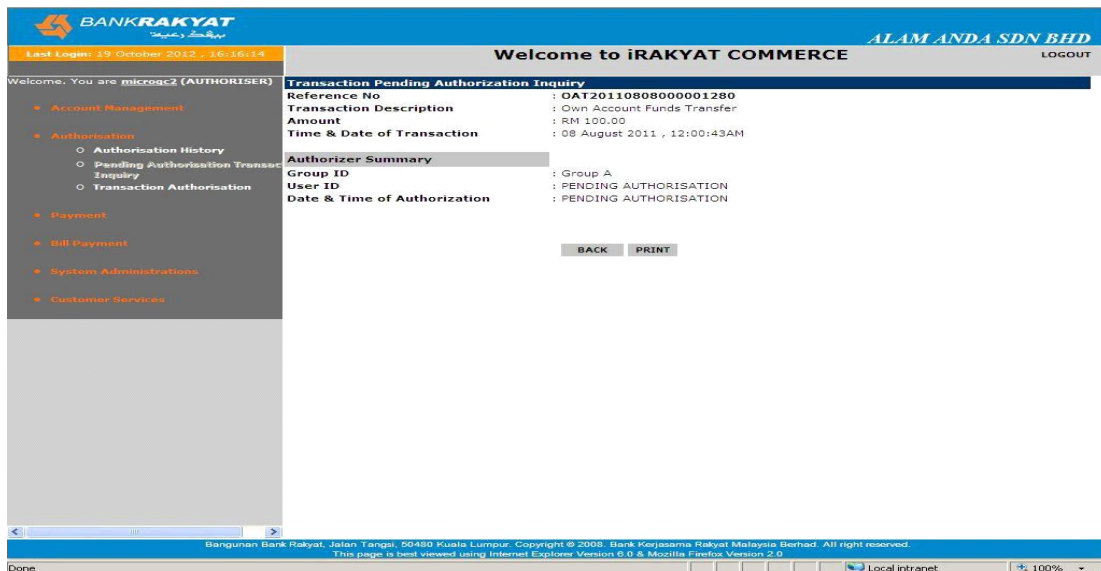 BANKRAKYAT
ALAM ANDA SDN BHD
Last Login: 19 October 2012 , 16:16:14
Welcome to iRAKYAT COMMERCE
LOGOUT
Welcome. You are microqc2 (AUTHORISER)
Account Management
Authorisation
Authorisation History
Pending Authorisation Transac
Inquiry
Transaction Authorisation
Payment
Bill Payment
System Administrations
Customer Services
Transaction Pending Authorization Inquiry
Reference No : OAT20110808000001280
Transaction Description : Own Account Funds Transfer
Amount : RM 100.00
Time & Date of Transaction : 08 August 2011 , 12:00:43AM
Authorizer Summary
Group ID : Group A
User ID : PENDING AUTHORISATION
Date & Time of Authorization : PENDING AUTHORISATION
BACK PRINT
Bangunan Bank Rakyat, Jalan Tangsi, 50480 Kuala Lumpur. Copyright © 2008. Bank Kerjasama Rakyat Malaysia Berhad. All right reserved.
This page is best viewed using Internet Explorer Version 6.0 & Mozilla Firefox Version 2.0
Done
Local intranet
100%